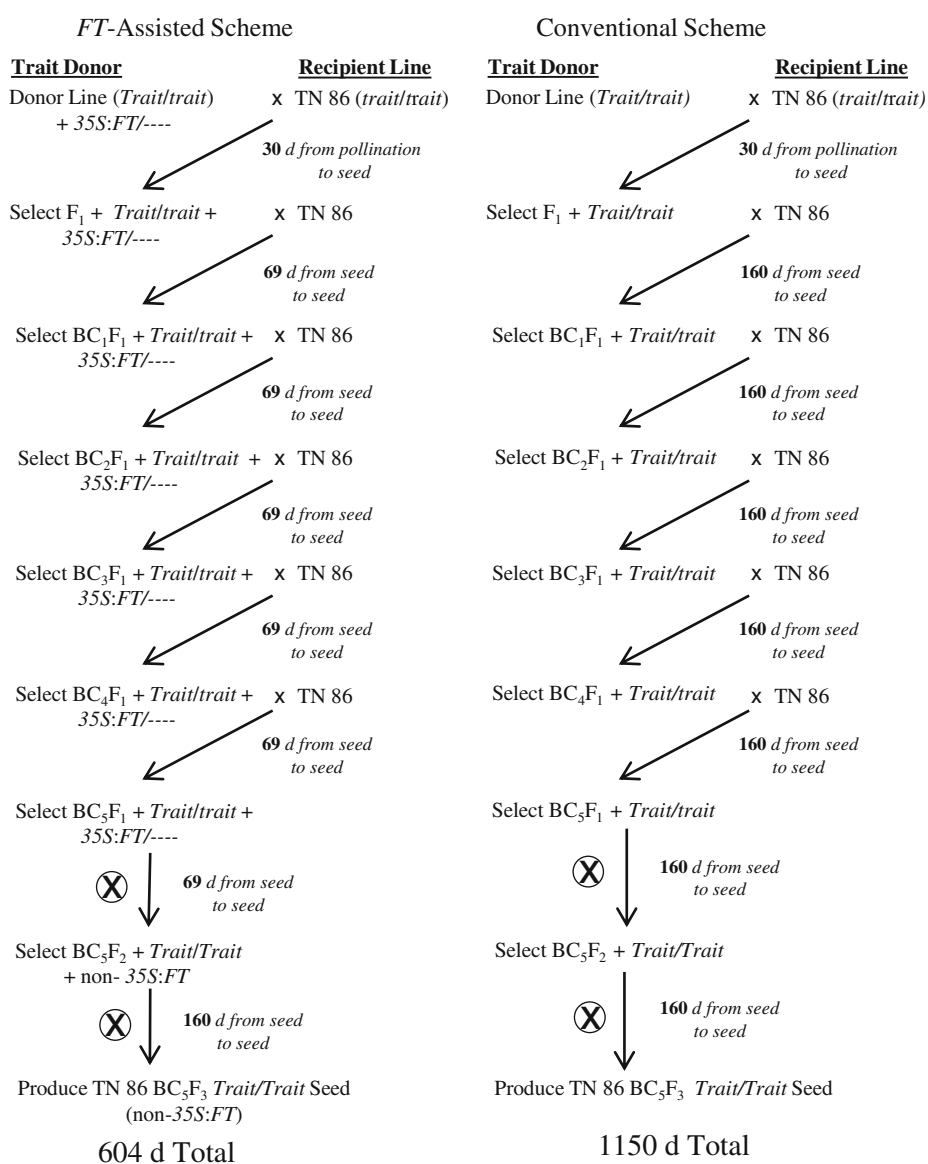 FT-Assisted Scheme
Trait Donor Recipient Line
Donor Line (Trait/trait) x TN 86 (trait/trait)
+ 35S:FT/----
30 d from pollination
to seed
Select F1 + Trait/trait + x TN 86
35S:FT/----
69 d from seed
to seed
Select BC1F1 + Trait/trait + x TN 86
35S:FT/----
69 d from seed
to seed
Select BC2F1 + Trait/trait + x TN 86
35S:FT/----
69 d from seed
to seed
Select BC3F1 + Trait/trait + x TN 86
35S:FT/----
69 d from seed
to seed
Select BC4F1 + Trait/trait + x TN 86
35S:FT/----
69 d from seed
to seed
Select BC5F1 + Trait/trait +
35S:FT/----
X 69 d from seed
to seed
Select BC5F2 + Trait/Trait
+ non- 35S:FT
X 160 d from seed
to seed
Produce TN 86 BC5F3 Trait/Trait Seed
(non-35S:FT)
604 d Total
Conventional Scheme
Trait Donor Recipient Line
Donor Line (Trait/trait) x TN 86 (trait/trait)
30 d from pollination
to seed
Select F1 + Trait/trait x TN 86
160 d from seed
to seed
Select BC1F1 + Trait/trait x TN 86
160 d from seed
to seed
Select BC2F1 + Trait/trait x TN 86
160 d from seed
to seed
Select BC3F1 + Trait/trait x TN 86
160 d from seed
to seed
Select BC4F1 + Trait/trait x TN 86
160 d from seed
to seed
Select BC5F1 + Trait/trait
X 160 d from seed
to seed
Select BC5F2 + Trait/Trait
X 160 d from seed
to seed
Produce TN 86 BC5F3 Trait/Trait Seed
1150 d Total